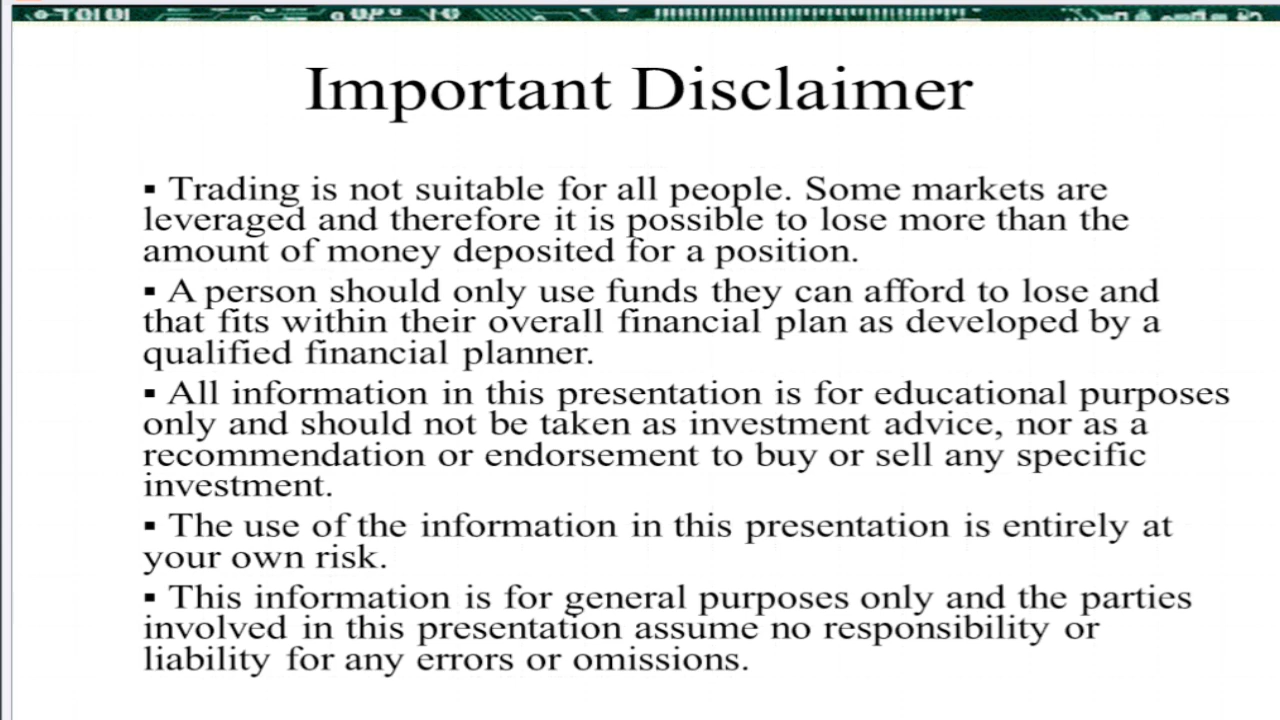 Important Disclaimer
▪ Trading is not suitable for all people. Some markets are
leveraged and therefore it is possible to lose more than the
amount of money deposited for a position.
▪ A person should only use funds they can afford to lose and
that fits within their overall financial plan as developed by a
qualified financial planner.
▪ All information in this presentation is for educational purposes
only and should not be taken as investment advice, nor as a
recommendation or endorsement to buy or sell any specific
investment.
▪ The use of the information in this presentation is entirely at
your own risk.
▪ This information is for general purposes only and the parties
involved in this presentation assume no responsibility or
liability for any errors or omissions.